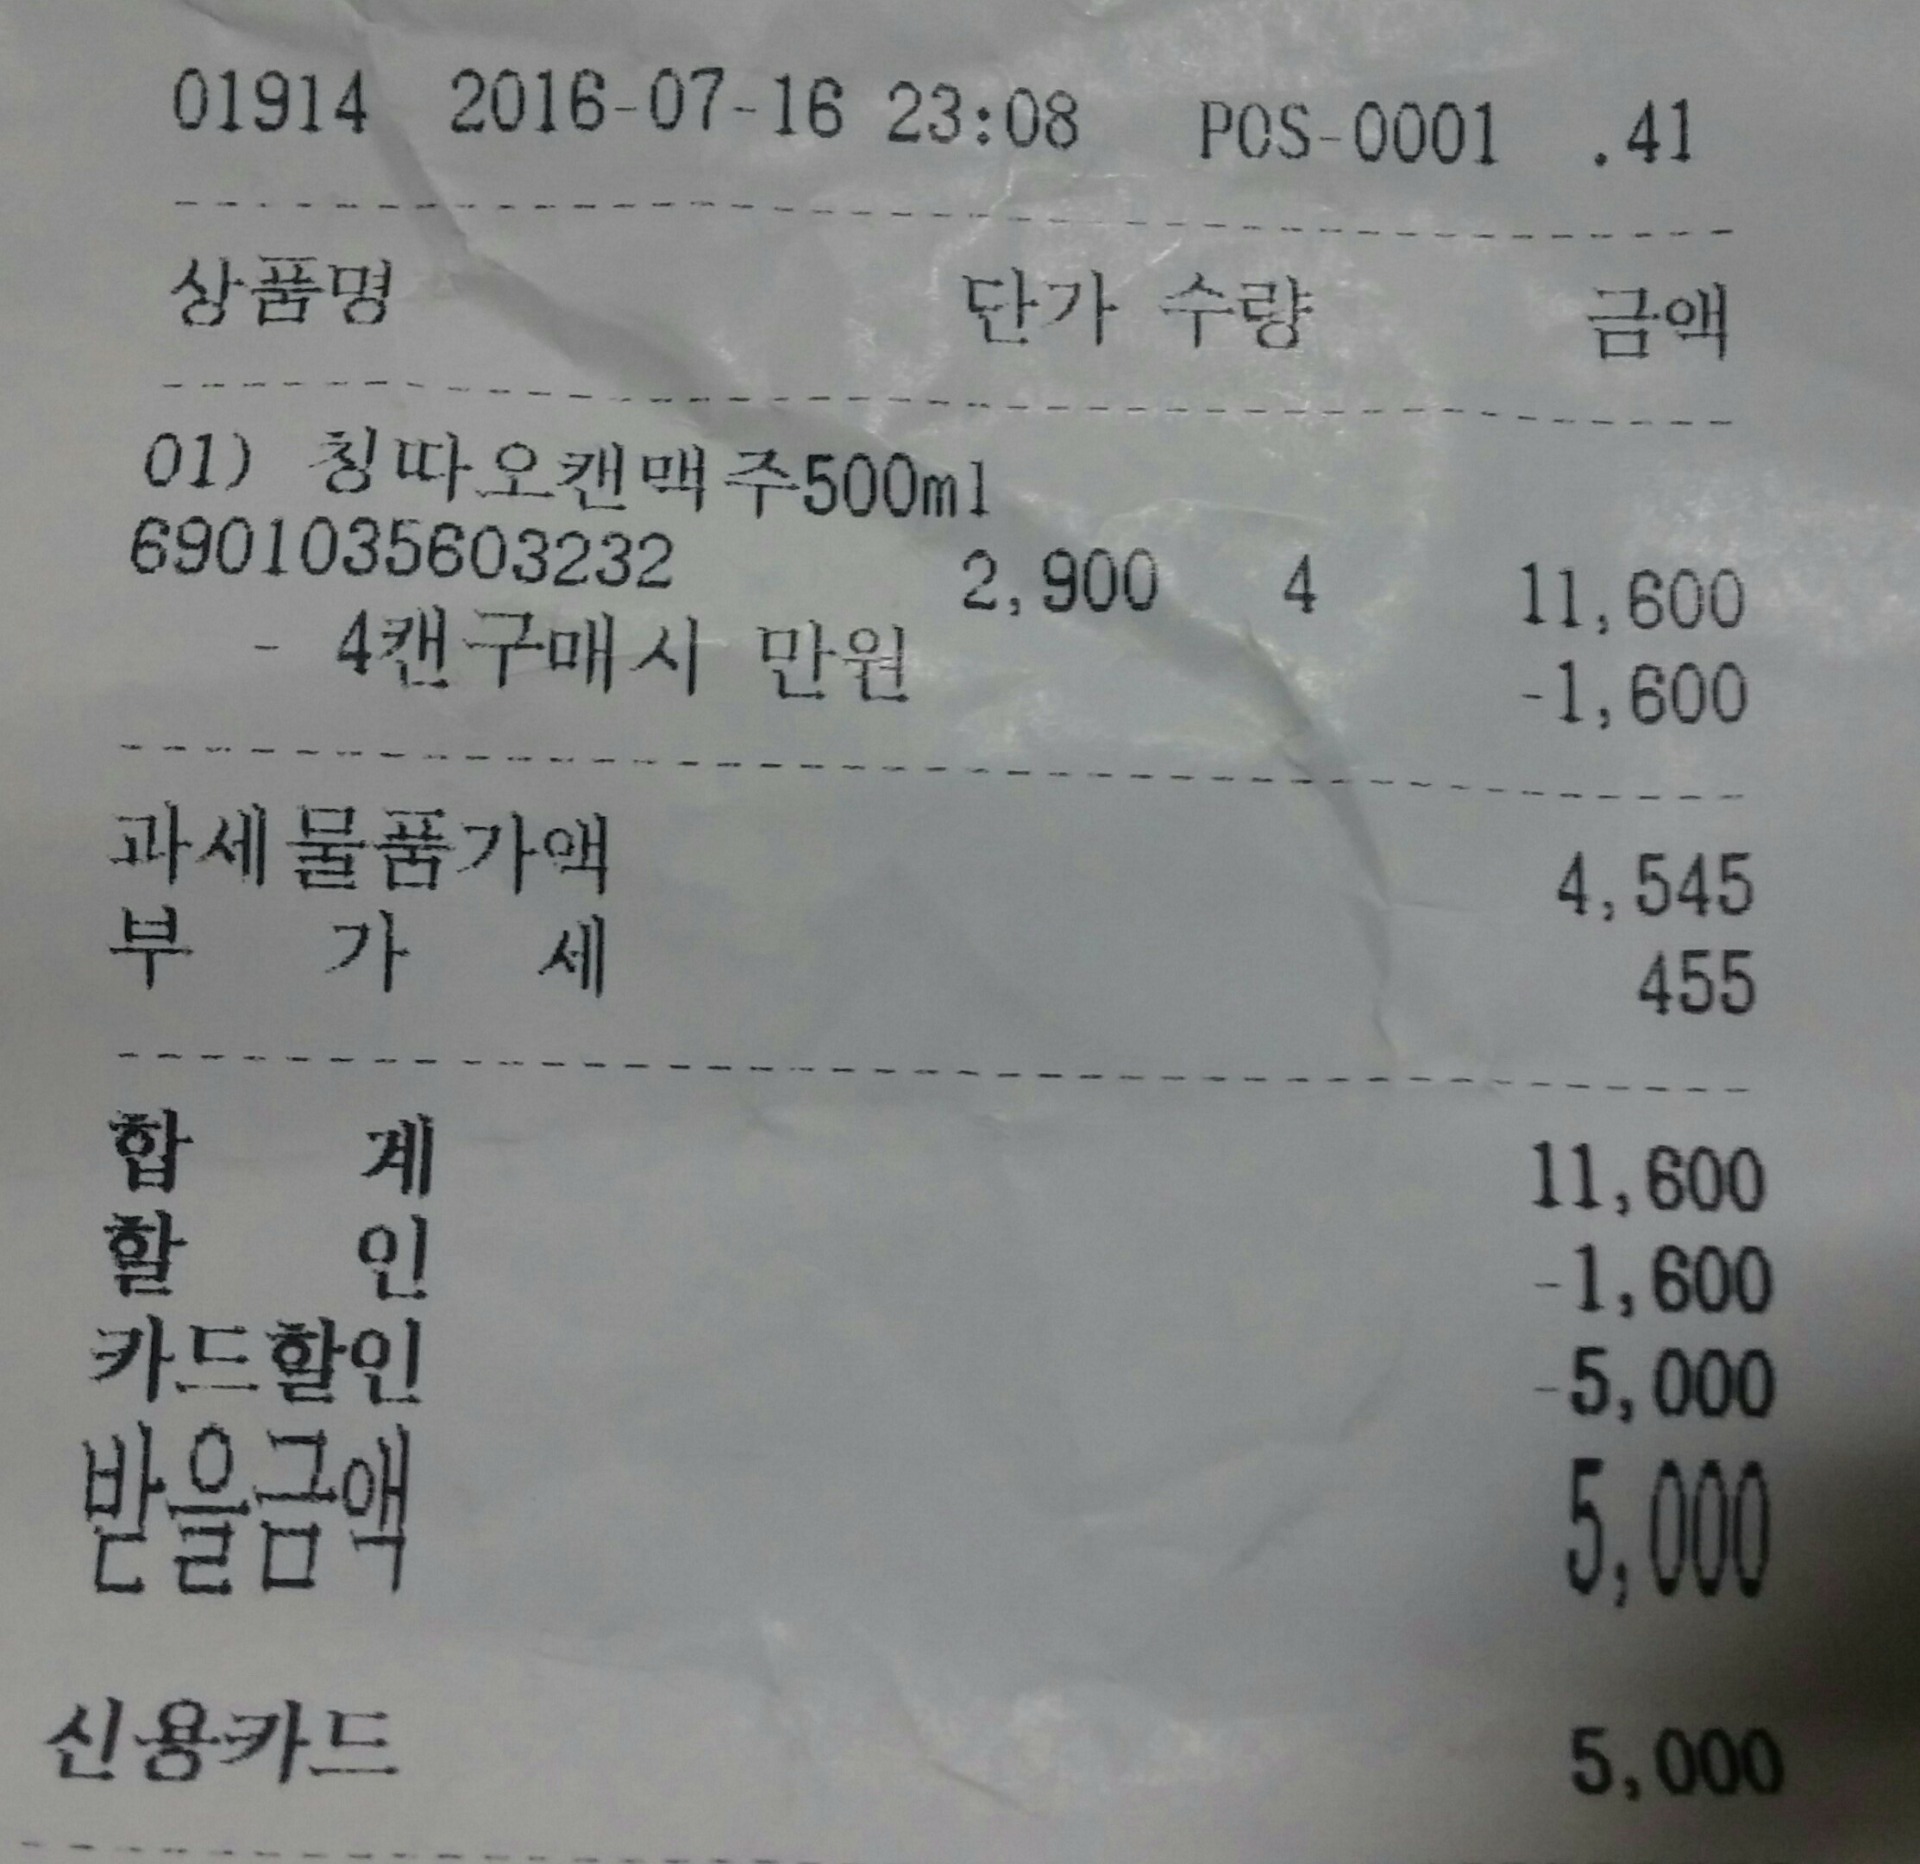 01914 2016-07-16 23:08 POS-0001 .41
상품명 단가 수량 금액
01) 칭따오캔맥주500ml
6901035603232 2,900 4 11,600
- 4캔구매시 만원 -1,600
과세물품가액 4,545
부 가 세 455
합 계 11,600
할 인 -1,600
카드할인 -5,000
받을금액 5,000
신용카드 5,000